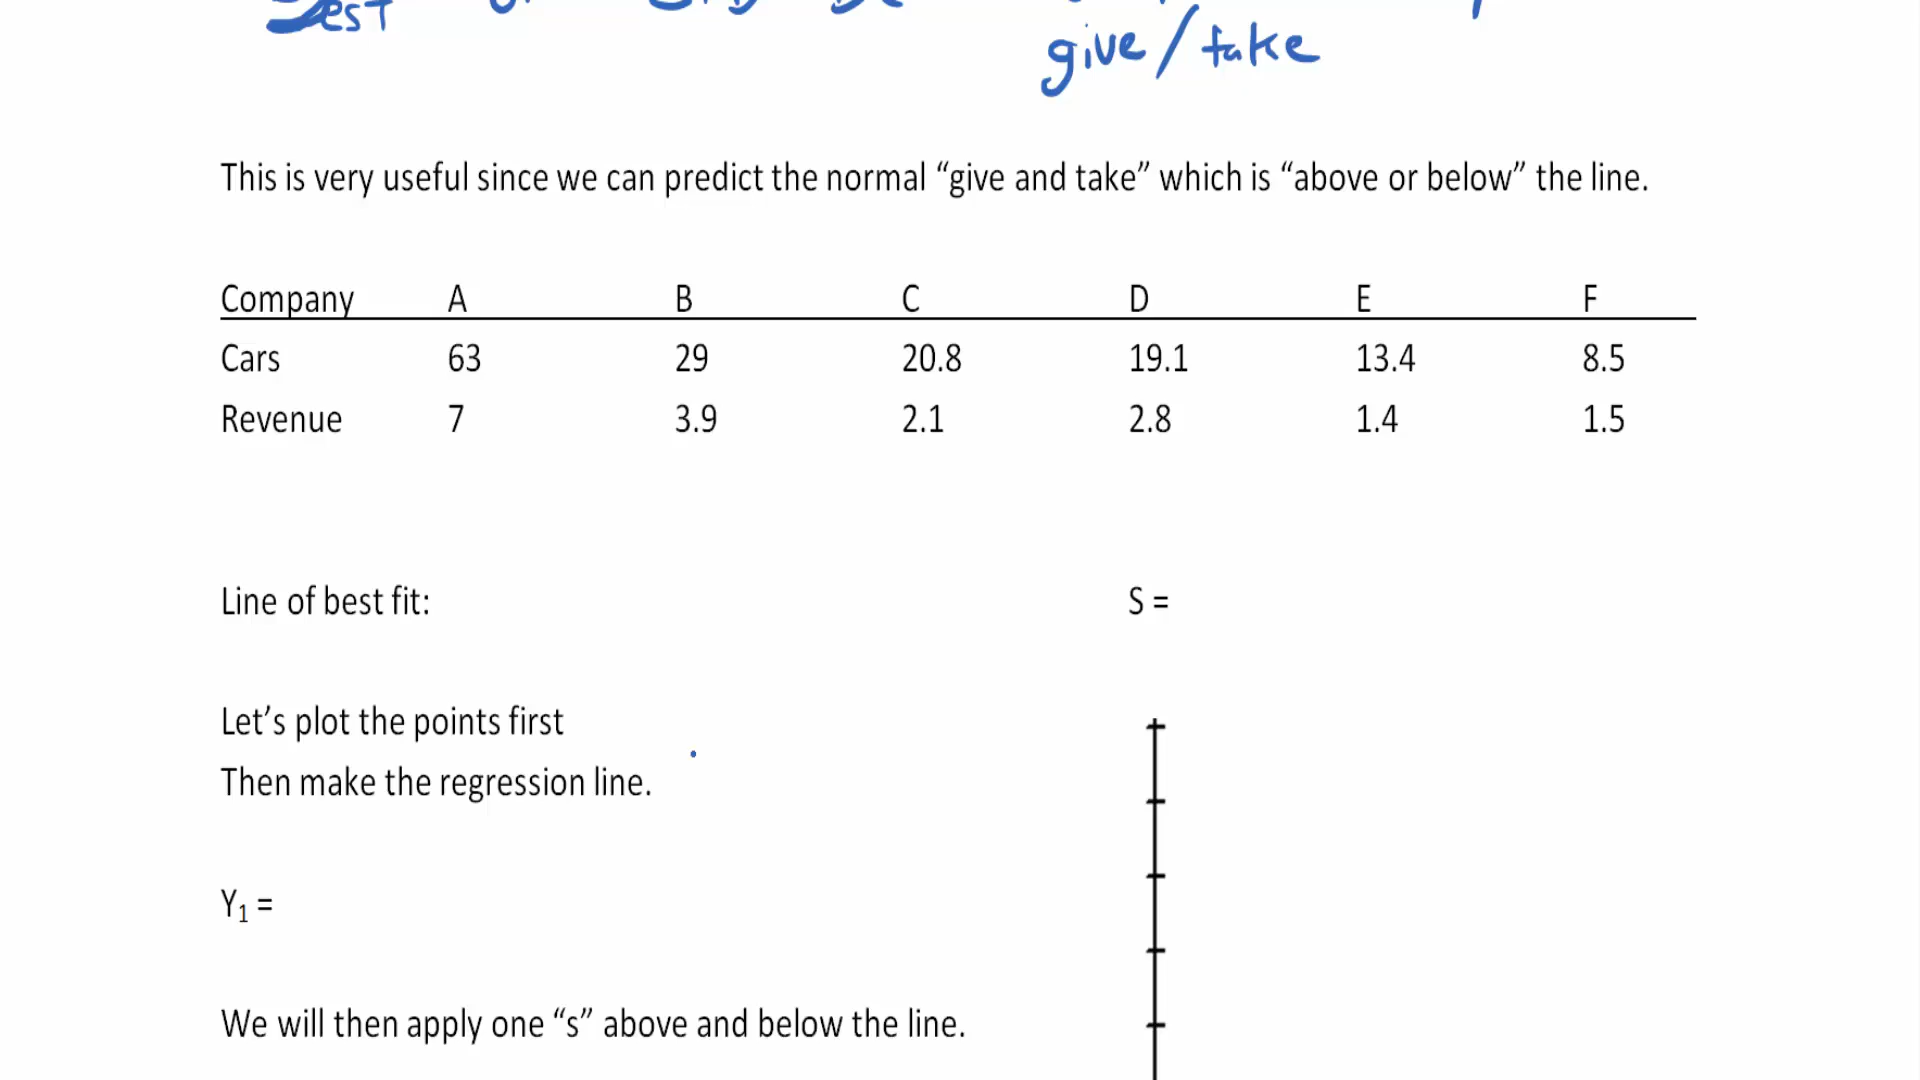 est
give / take
This is very useful since we can predict the normal “give and take” which is “above or below” the line.
Company A B C D E F
Cars 63 29 20.8 19.1 13.4 8.5
Revenue 7 3.9 2.1 2.8 1.4 1.5
Line of best fit: S =
Let’s plot the points first
Then make the regression line.
Y₁ =
We will then apply one “s” above and below the line.